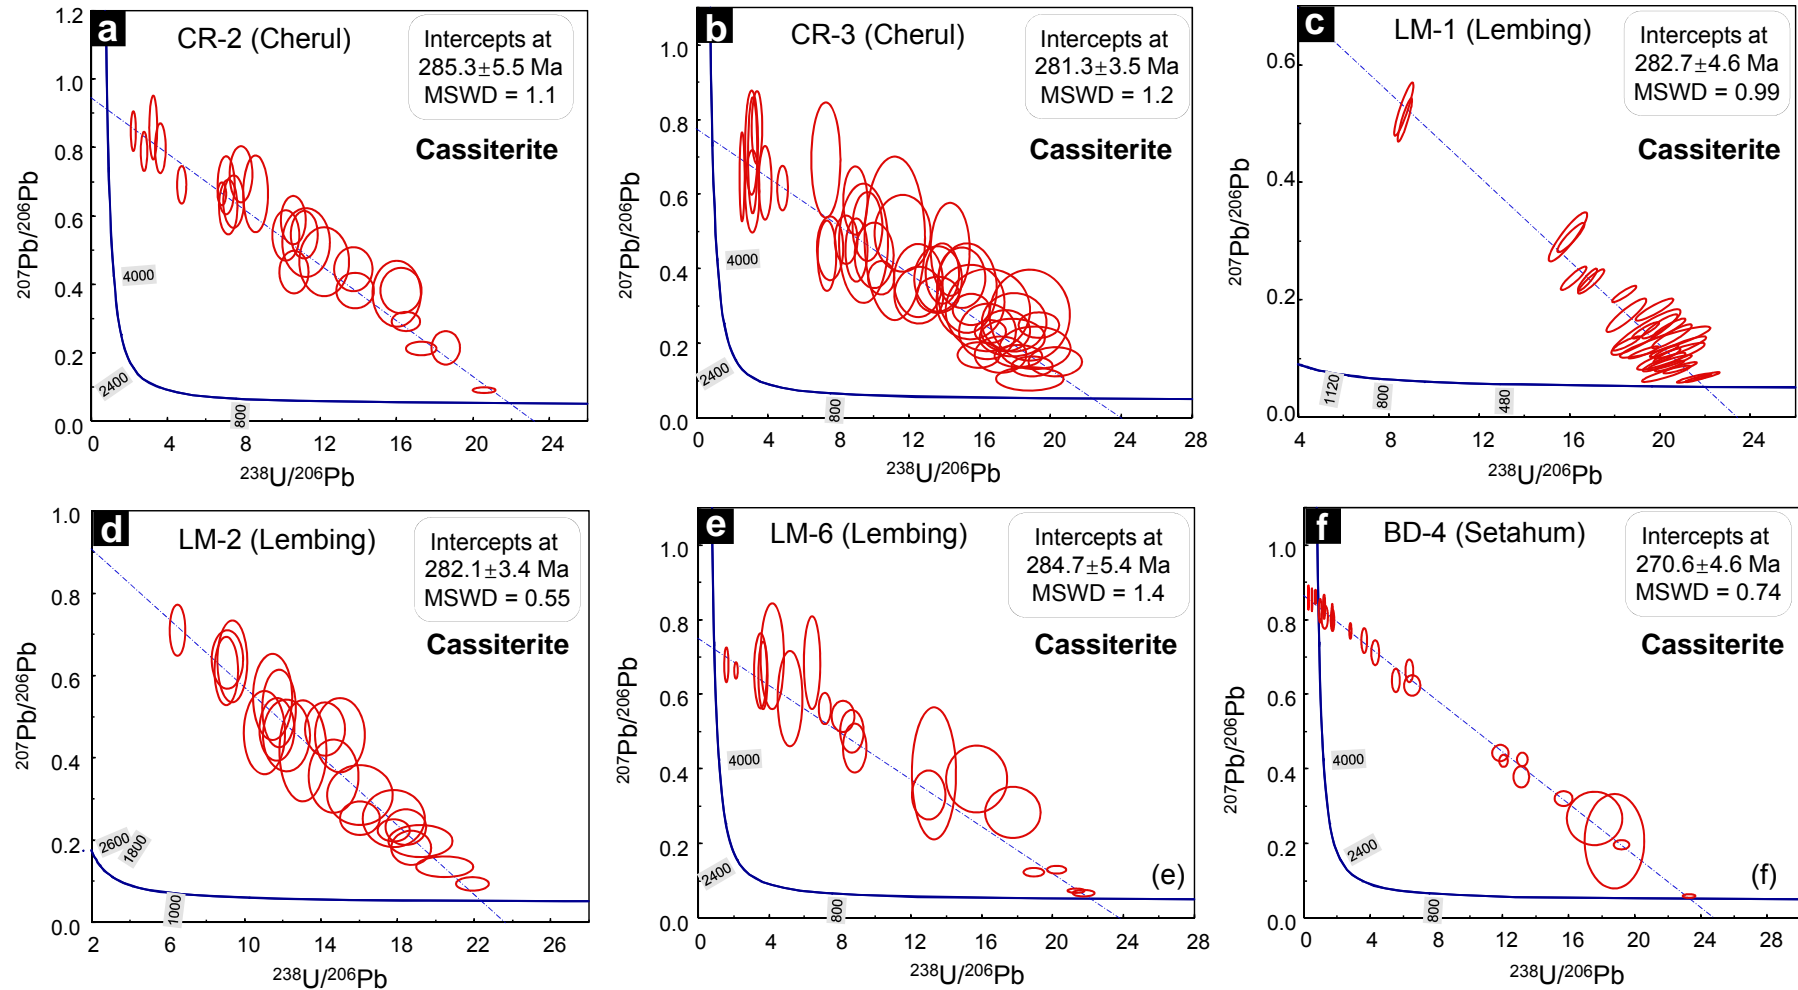 a
CR-2 (Cherul)
Intercepts at
285.3±5.5 Ma
MSWD = 1.1
Cassiterite
1.2
1.0
0.8
0.6
0.4
0.2
0.0
207Pb/206Pb
4000
2400
800
0 4 8 12 16 20 24
238U/206Pb
b
CR-3 (Cherul)
Intercepts at
281.3±3.5 Ma
MSWD = 1.2
Cassiterite
1.0
0.8
0.6
0.4
0.2
0.0
207Pb/206Pb
4000
2400
800
0 4 8 12 16 20 24 28
238U/206Pb
c
LM-1 (Lembing)
Intercepts at
282.7±4.6 Ma
MSWD = 0.99
Cassiterite
0.6
0.4
0.2
0.0
207Pb/206Pb
1120
800
480
4 8 12 16 20 24
238U/206Pb
d
LM-2 (Lembing)
Intercepts at
282.1±3.4 Ma
MSWD = 0.55
Cassiterite
1.0
0.8
0.6
0.4
0.2
0.0
207Pb/206Pb
2600
1800
1000
2 6 10 14 18 22 26
238U/206Pb
e
LM-6 (Lembing)
Intercepts at
284.7±5.4 Ma
MSWD = 1.4
Cassiterite
1.0
0.8
0.6
0.4
0.2
0.0
207Pb/206Pb
4000
2400
800
(e)
0 4 8 12 16 20 24 28
238U/206Pb
f
BD-4 (Setahum)
Intercepts at
270.6±4.6 Ma
MSWD = 0.74
Cassiterite
1.0
0.8
0.6
0.4
0.2
0.0
207Pb/206Pb
4000
2400
800
(f)
0 4 8 12 16 20 24 28
238U/206Pb